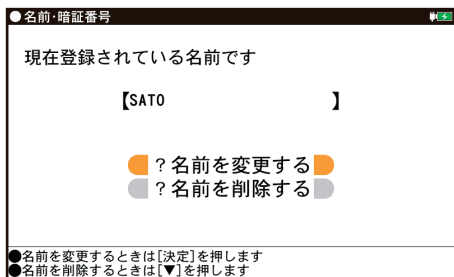 ●名前･暗証番号
現在登録されている名前です
【SATO 】
？名前を変更する
？名前を削除する
●名前を変更するときは[決定]を押します
●名前を削除するときは[▼]を押します